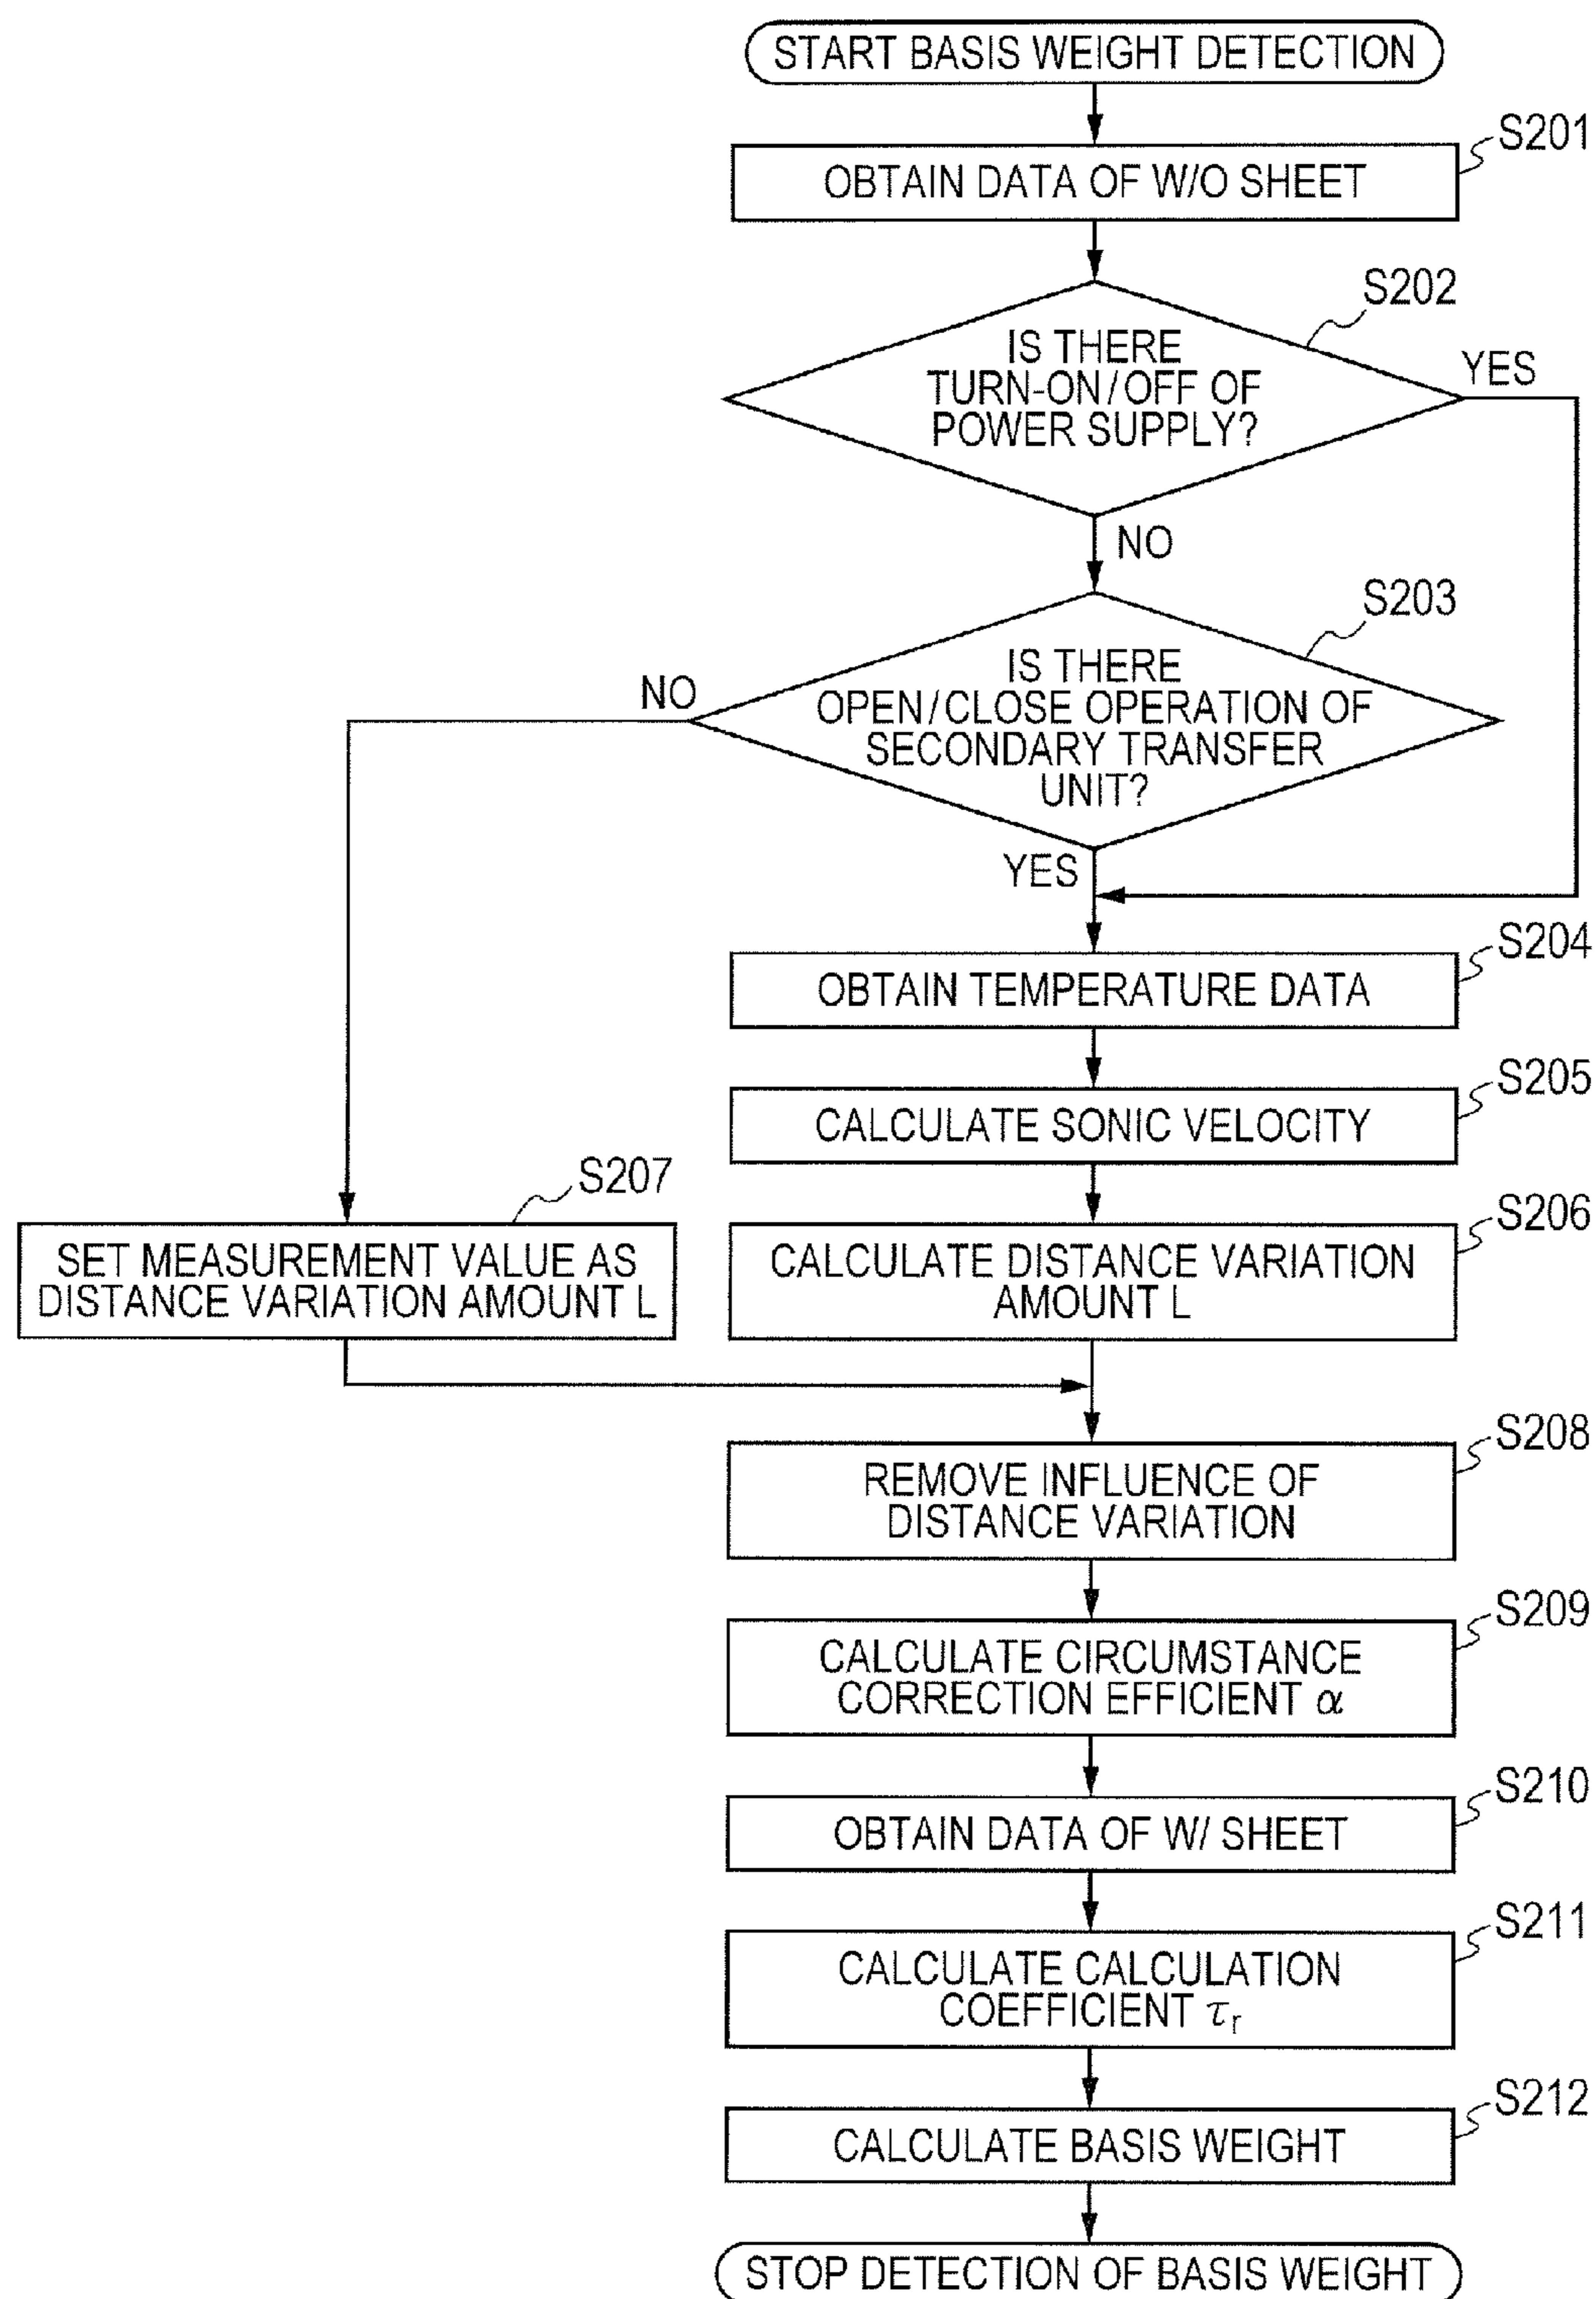 START BASIS WEIGHT DETECTION
S201
OBTAIN DATA OF W/O SHEET
S202
IS THERE
TURN-ON/OFF OF
POWER SUPPLY?
YES
NO
S203
IS THERE
OPEN/CLOSE OPERATION OF
SECONDARY TRANSFER
UNIT?
NO
YES
S204
OBTAIN TEMPERATURE DATA
S205
CALCULATE SONIC VELOCITY
S207
SET MEASUREMENT VALUE AS
DISTANCE VARIATION AMOUNT L
S206
CALCULATE DISTANCE VARIATION
AMOUNT L
S208
REMOVE INFLUENCE OF
DISTANCE VARIATION
S209
CALCULATE CIRCUMSTANCE
CORRECTION EFFICIENT α
S210
OBTAIN DATA OF W/ SHEET
S211
CALCULATE CALCULATION
COEFFICIENT τr
S212
CALCULATE BASIS WEIGHT
STOP DETECTION OF BASIS WEIGHT